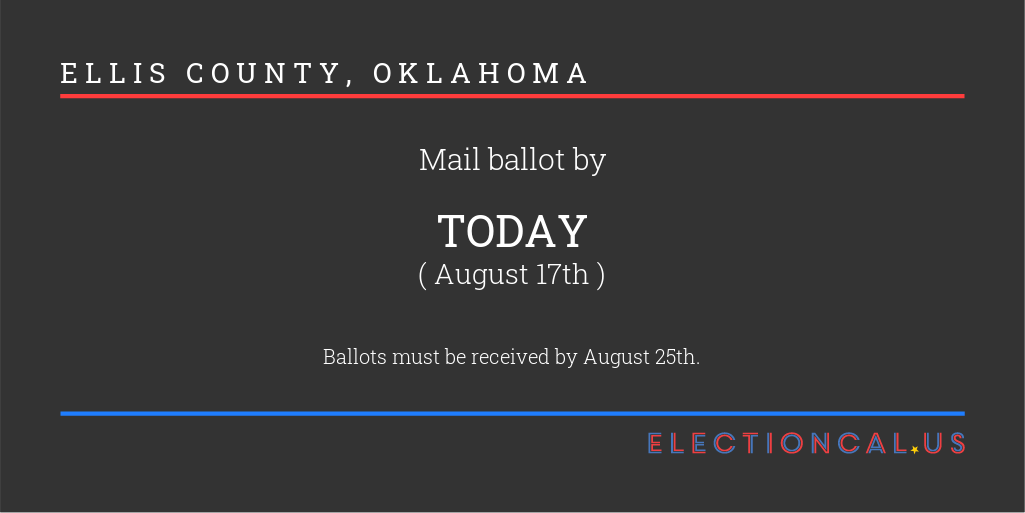 ELLIS COUNTY, OKLAHOMA
Mail ballot by
TODAY
( August 17th )
Ballots must be received by August 25th.
ELECTIONCAL.US